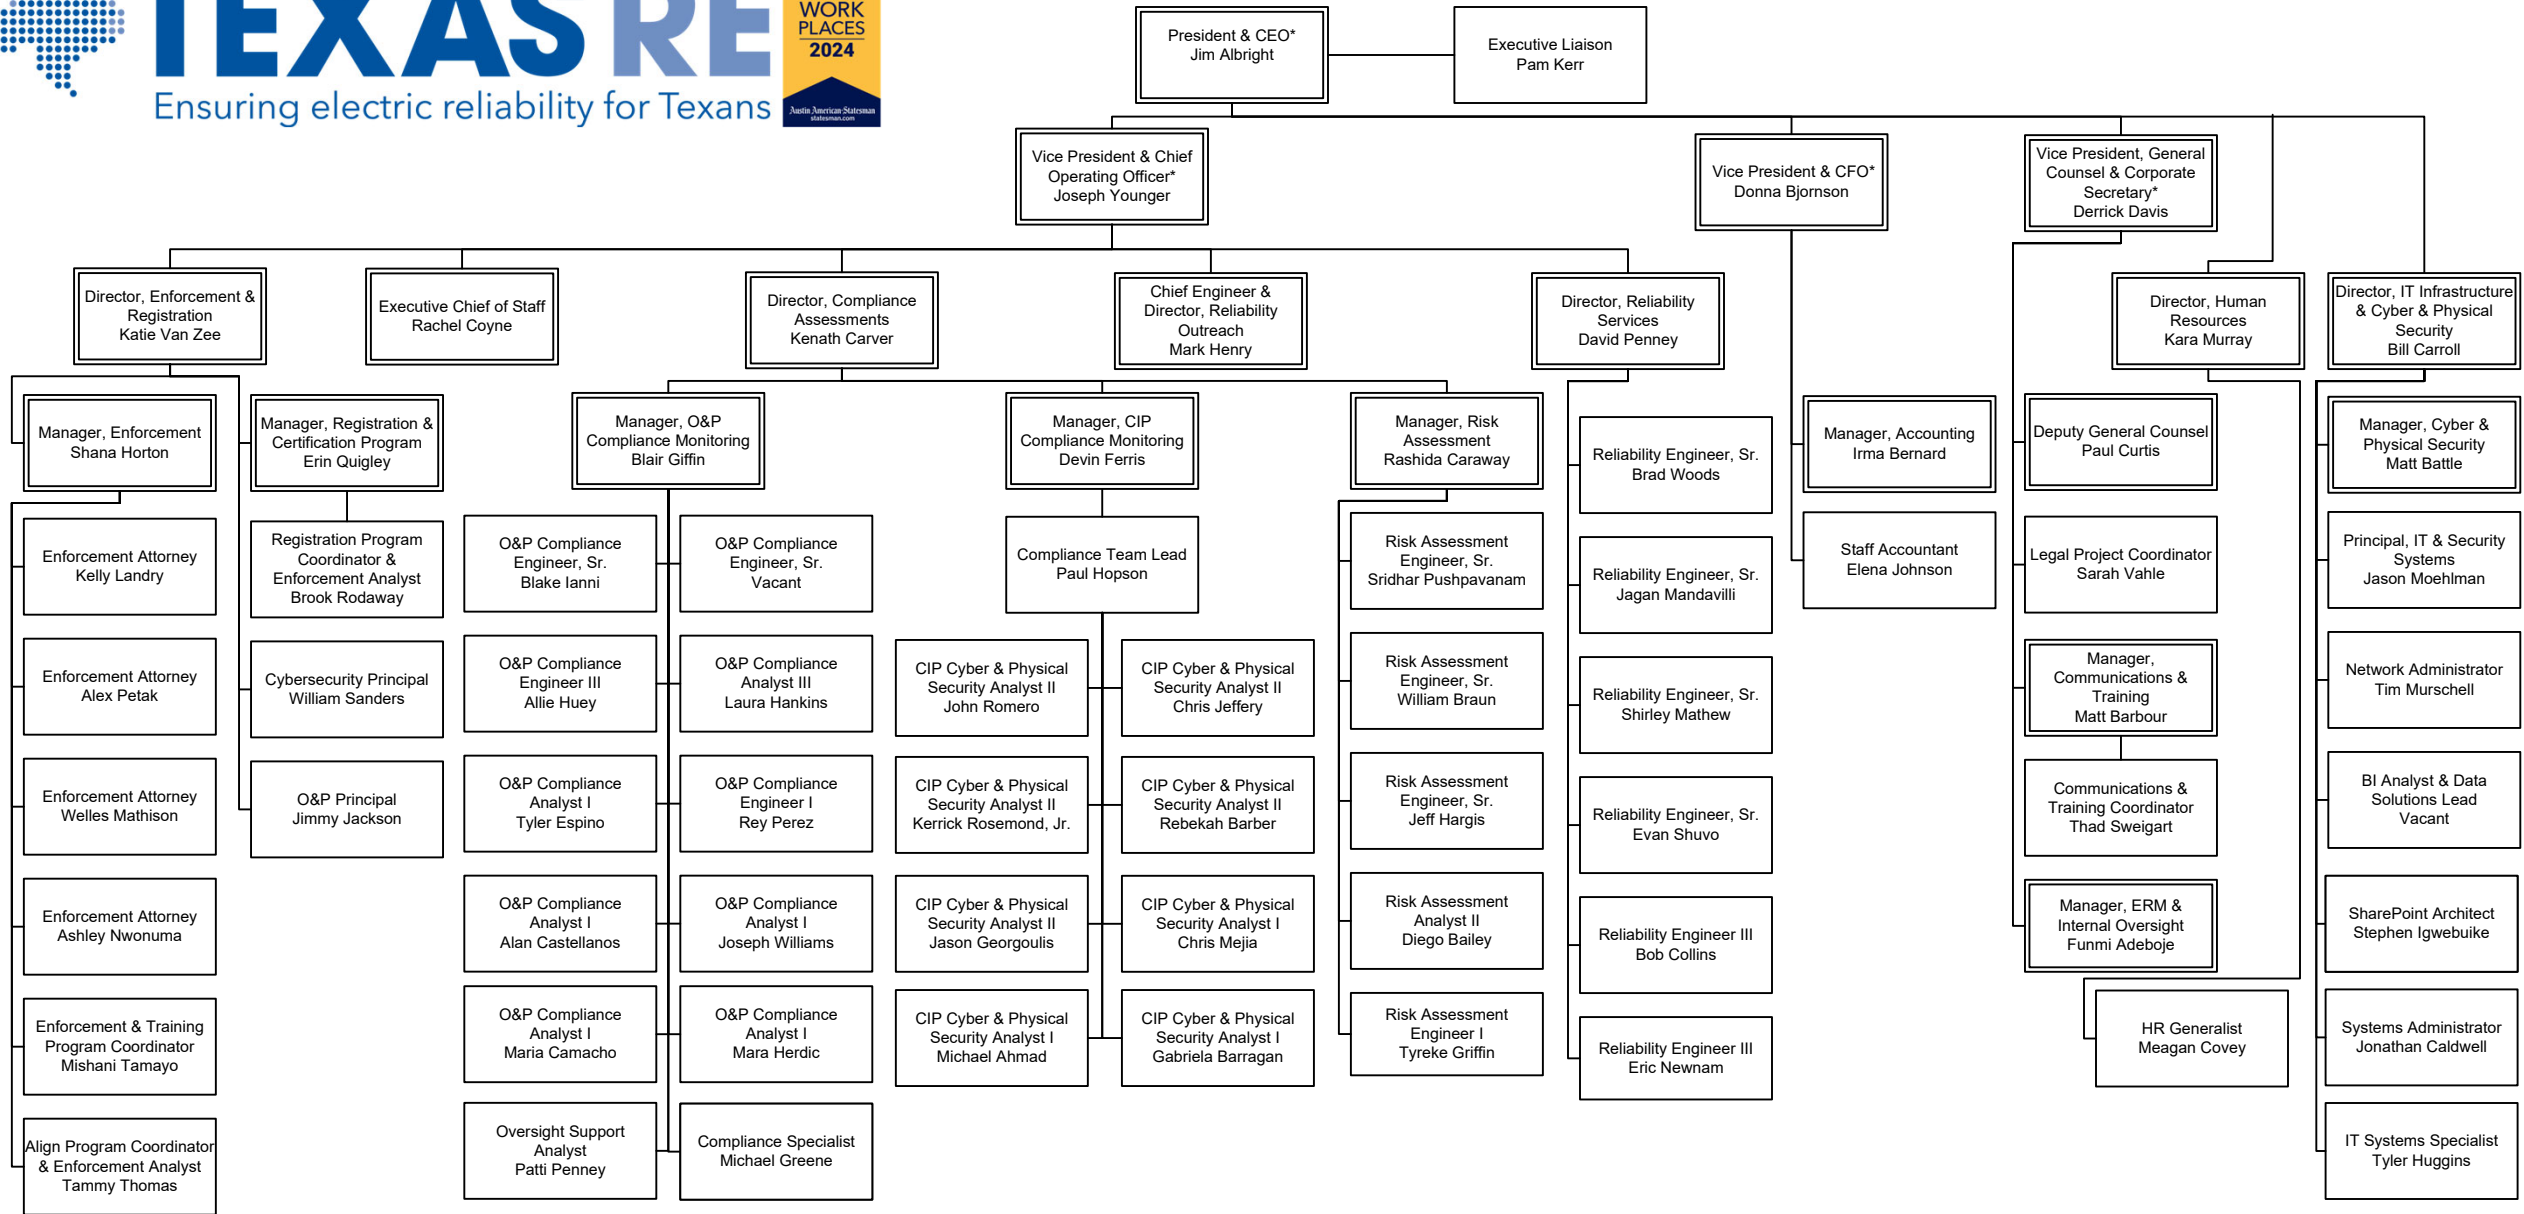 TEXAS RE
Ensuring electric reliability for Texans
WORK
PLACES
2024
Austin American-Statesman
statesman.com
President & CEO*
Jim Albright
Executive Liaison
Pam Kerr
Vice President & Chief
Operating Officer*
Joseph Younger
Vice President & CFO*
Donna Bjornson
Vice President, General
Counsel & Corporate
Secretary*
Derrick Davis
Director, Enforcement &
Registration
Katie Van Zee
Executive Chief of Staff
Rachel Coyne
Director, Compliance
Assessments
Kenath Carver
Chief Engineer &
Director, Reliability
Outreach
Mark Henry
Director, Reliability
Services
David Penney
Director, Human
Resources
Kara Murray
Director, IT Infrastructure
& Cyber & Physical
Security
Bill Carroll
Manager, Enforcement
Shana Horton
Manager, Registration &
Certification Program
Erin Quigley
Manager, O&P
Compliance Monitoring
Blair Giffin
Manager, CIP
Compliance Monitoring
Devin Ferris
Manager, Risk
Assessment
Rashida Caraway
Reliability Engineer, Sr.
Brad Woods
Manager, Accounting
Irma Bernard
Deputy General Counsel
Paul Curtis
Manager, Cyber &
Physical Security
Matt Battle
Enforcement Attorney
Kelly Landry
Registration Program
Coordinator &
Enforcement Analyst
Brook Rodaway
O&P Compliance
Engineer, Sr.
Blake Ianni
O&P Compliance
Engineer, Sr.
Vacant
Compliance Team Lead
Paul Hopson
Risk Assessment
Engineer, Sr.
Sridhar Pushpavanam
Reliability Engineer, Sr.
Jagan Mandavilli
Staff Accountant
Elena Johnson
Legal Project Coordinator
Sarah Vahle
Principal, IT & Security
Systems
Jason Moehlman
Enforcement Attorney
Alex Petak
Cybersecurity Principal
William Sanders
O&P Compliance
Engineer III
Allie Huey
O&P Compliance
Analyst III
Laura Hankins
CIP Cyber & Physical
Security Analyst II
John Romero
CIP Cyber & Physical
Security Analyst II
Chris Jeffery
Risk Assessment
Engineer, Sr.
William Braun
Reliability Engineer, Sr.
Shirley Mathew
Manager,
Communications &
Training
Matt Barbour
Network Administrator
Tim Murschell
Enforcement Attorney
Welles Mathison
O&P Principal
Jimmy Jackson
O&P Compliance
Analyst I
Tyler Espino
O&P Compliance
Engineer I
Rey Perez
CIP Cyber & Physical
Security Analyst II
Kerrick Rosemond, Jr.
CIP Cyber & Physical
Security Analyst II
Rebekah Barber
Risk Assessment
Engineer, Sr.
Jeff Hargis
Reliability Engineer, Sr.
Evan Shuvo
Communications &
Training Coordinator
Thad Sweigart
BI Analyst & Data
Solutions Lead
Vacant
Enforcement Attorney
Ashley Nwonuma
O&P Compliance
Analyst I
Alan Castellanos
O&P Compliance
Analyst I
Joseph Williams
CIP Cyber & Physical
Security Analyst II
Jason Georgoulis
CIP Cyber & Physical
Security Analyst I
Chris Mejia
Risk Assessment
Analyst II
Diego Bailey
Reliability Engineer III
Bob Collins
Manager, ERM &
Internal Oversight
Funmi Adeboje
SharePoint Architect
Stephen Igwebuike
Enforcement & Training
Program Coordinator
Mishani Tamayo
O&P Compliance
Analyst I
Maria Camacho
O&P Compliance
Analyst I
Mara Herdic
CIP Cyber & Physical
Security Analyst I
Michael Ahmad
CIP Cyber & Physical
Security Analyst I
Gabriela Barragan
Risk Assessment
Engineer I
Tyreke Griffin
Reliability Engineer III
Eric Newnam
HR Generalist
Meagan Covey
Systems Administrator
Jonathan Caldwell
Align Program Coordinator
& Enforcement Analyst
Tammy Thomas
Oversight Support
Analyst
Patti Penney
Compliance Specialist
Michael Greene
IT Systems Specialist
Tyler Huggins